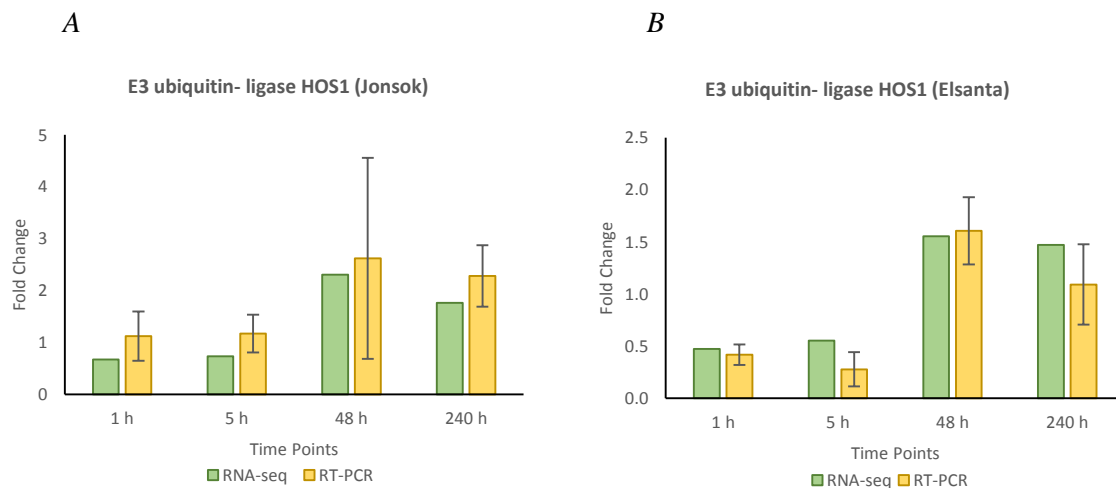 A
E3 ubiquitin- ligase HOS1 (Jonsok)
5
4
3
2
1
0
Fold Change
1 h 5 h 48 h 240 h
Time Points
RNA-seq RT-PCR
B
E3 ubiquitin- ligase HOS1 (Elsanta)
2.5
2.0
1.5
1.0
0.5
0.0
Fold Change
1 h 5 h 48 h 240 h
Time Points
RNA-seq RT-PCR